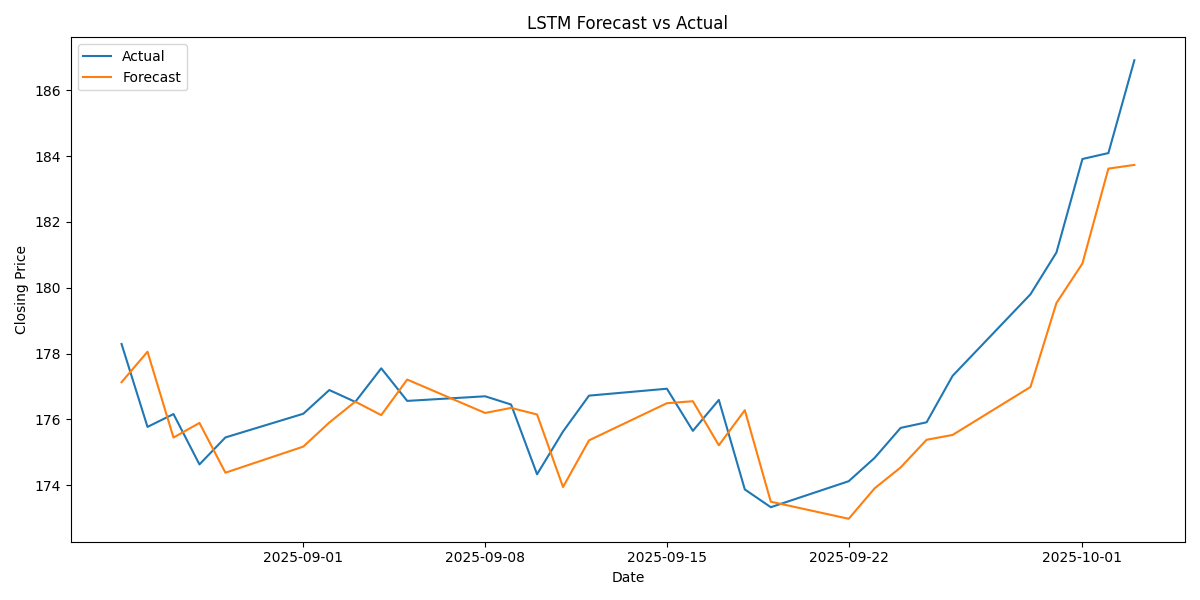 LSTM Forecast vs Actual
Actual
Forecast
186
184
182
180
178
176
174
Closing Price
2025-09-01
2025-09-08
2025-09-15
2025-09-22
2025-10-01
Date